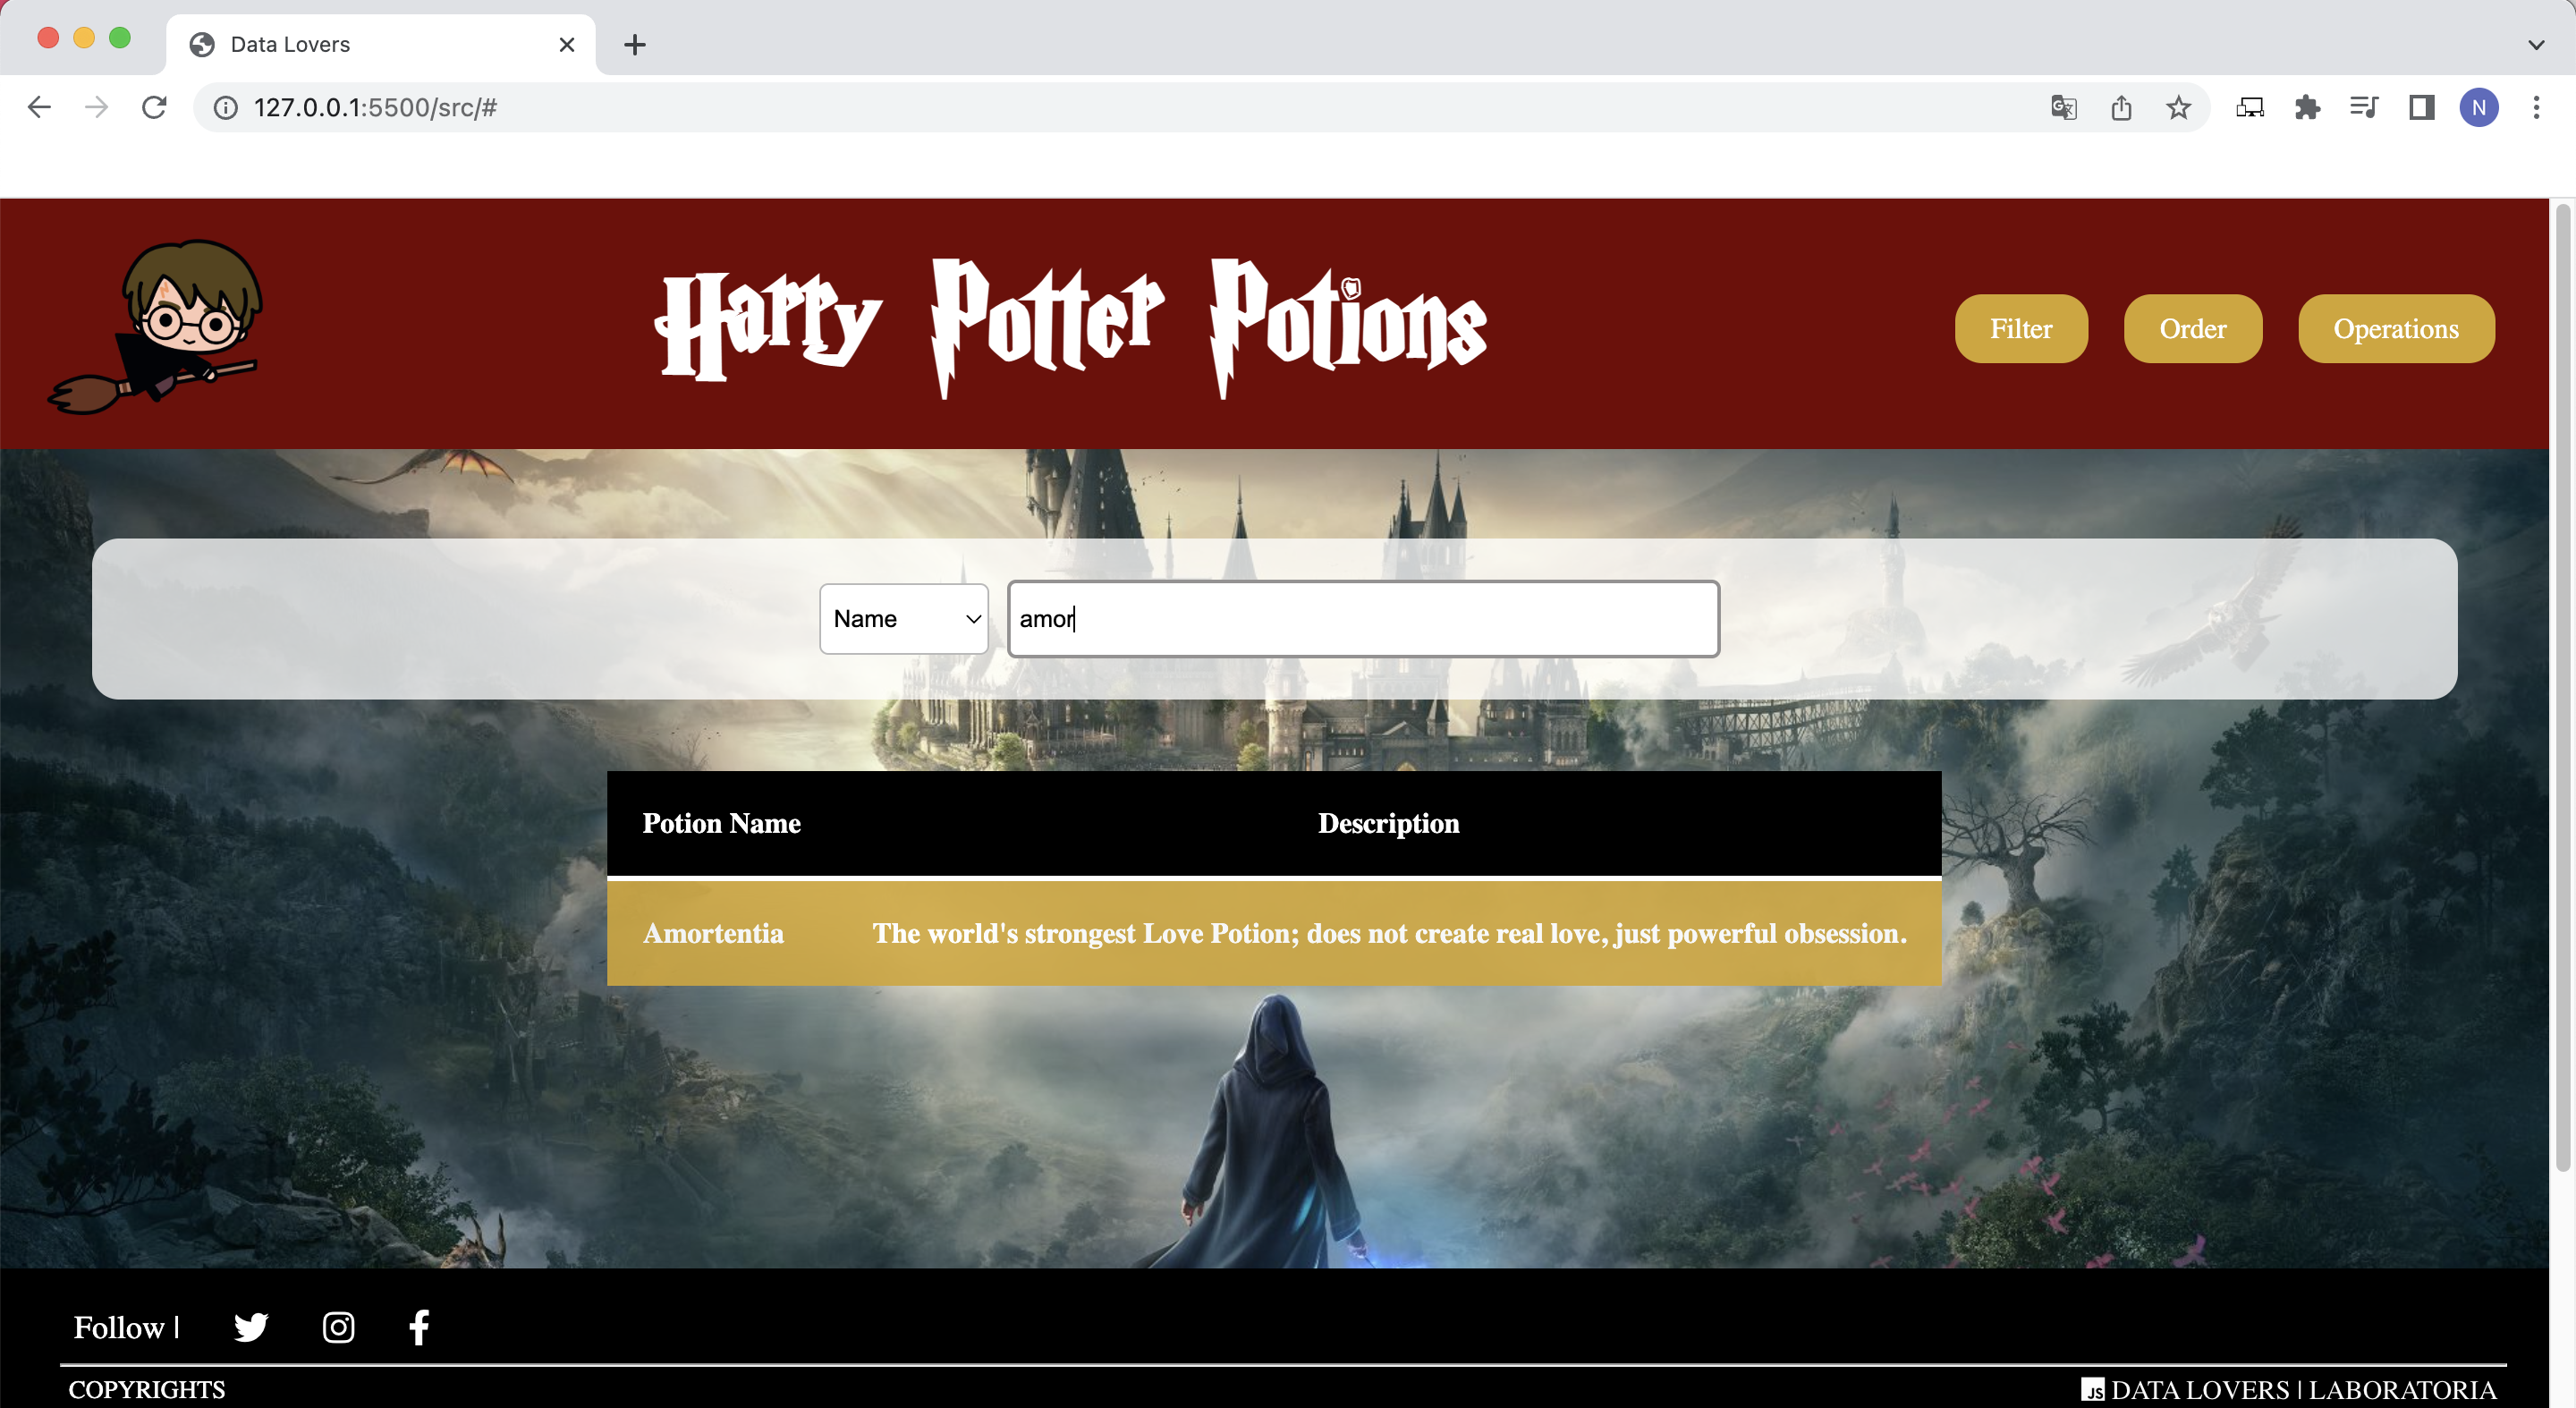 Data Lovers
127.0.0.1:5500/src/#
N
Harry Potter Potions
Filter
Order
Operations
Name
amor
Potion Name
Description
Amortentia
The world's strongest Love Potion; does not create real love, just powerful obsession.
Follow |
COPYRIGHTS
JS DATA LOVERS | LABORATORIA